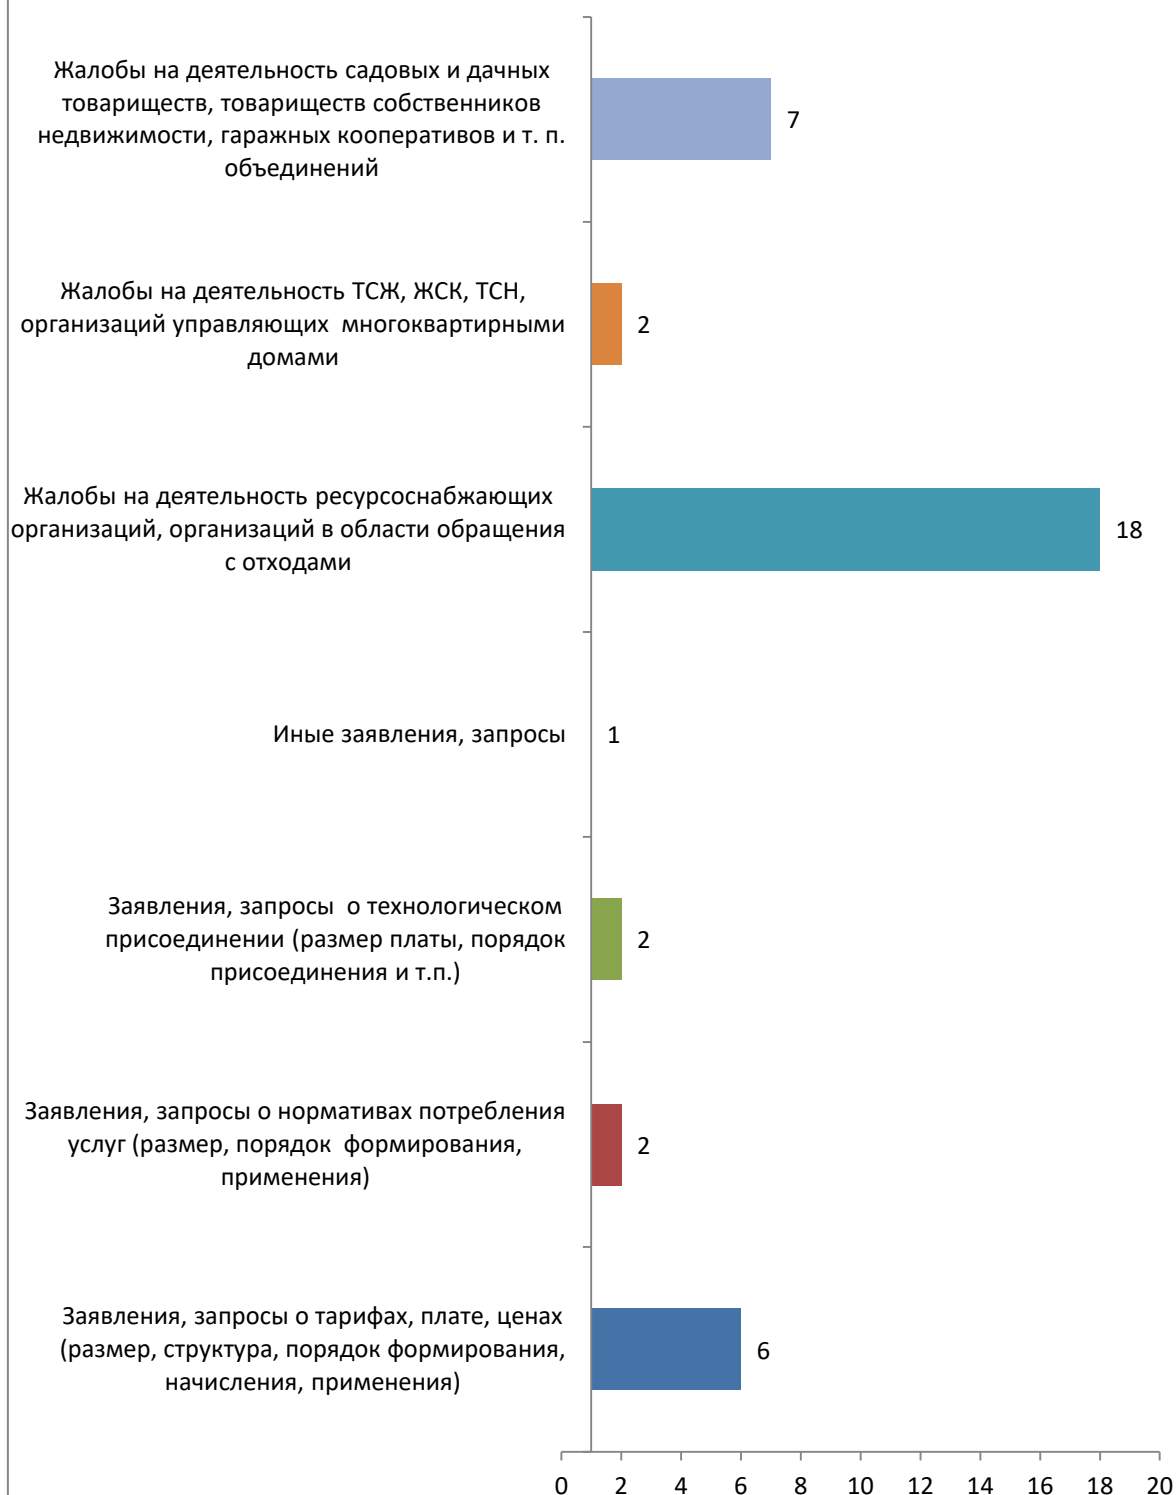 Жалобы на деятельность садовых и дачных
товариществ, товариществ собственников
недвижимости, гаражных кооперативов и т. п.
объединений
7
Жалобы на деятельность ТСЖ, ЖСК, ТСН,
организаций управляющих  многоквартирными
домами
2
Жалобы на деятельность ресурсоснабжающих
организаций, организаций в области обращения
с отходами
18
Иные заявления, запросы
1
Заявления, запросы  о технологическом
присоединении (размер платы, порядок
присоединения и т.п.)
2
Заявления, запросы о нормативах потребления
услуг (размер, порядок  формирования,
применения)
2
Заявления, запросы о тарифах, плате, ценах
(размер, структура, порядок формирования,
начисления, применения)
6
0 2 4 6 8 10 12 14 16 18 20